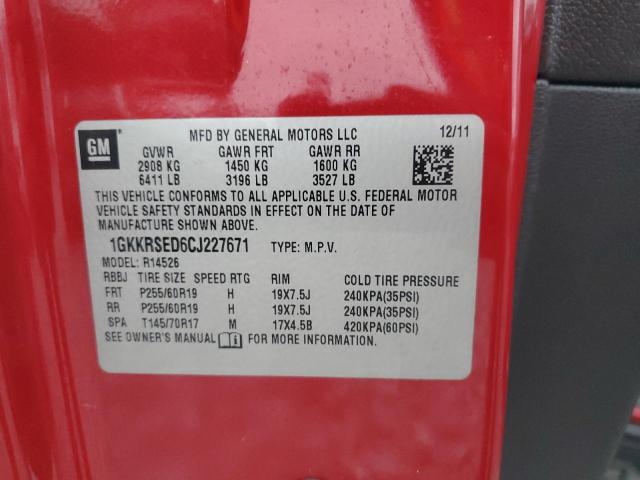 MFD BY GENERAL MOTORS LLC 12/11
GM
GVWR GAWR FRT GAWR RR
2908 KG 1450 KG 1600 KG
6411 LB 3196 LB 3527 LB
THIS VEHICLE CONFORMS TO ALL APPLICABLE U.S. FEDERAL MOTOR
VEHICLE SAFETY STANDARDS IN EFFECT ON THE DATE OF
MANUFACTURE SHOWN ABOVE.
1GKKRSED6CJ227671 TYPE: M.P.V.
MODEL: R14526
RBBJ TIRE SIZE SPEED RTG RIM COLD TIRE PRESSURE
FRT P255/60R19 H 19X7.5J 240KPA(35PSI)
RR P255/60R19 H 19X7.5J 240KPA(35PSI)
SPA T145/70R17 M 17X4.5B 420KPA(60PSI)
SEE OWNER'S MANUAL FOR MORE INFORMATION.